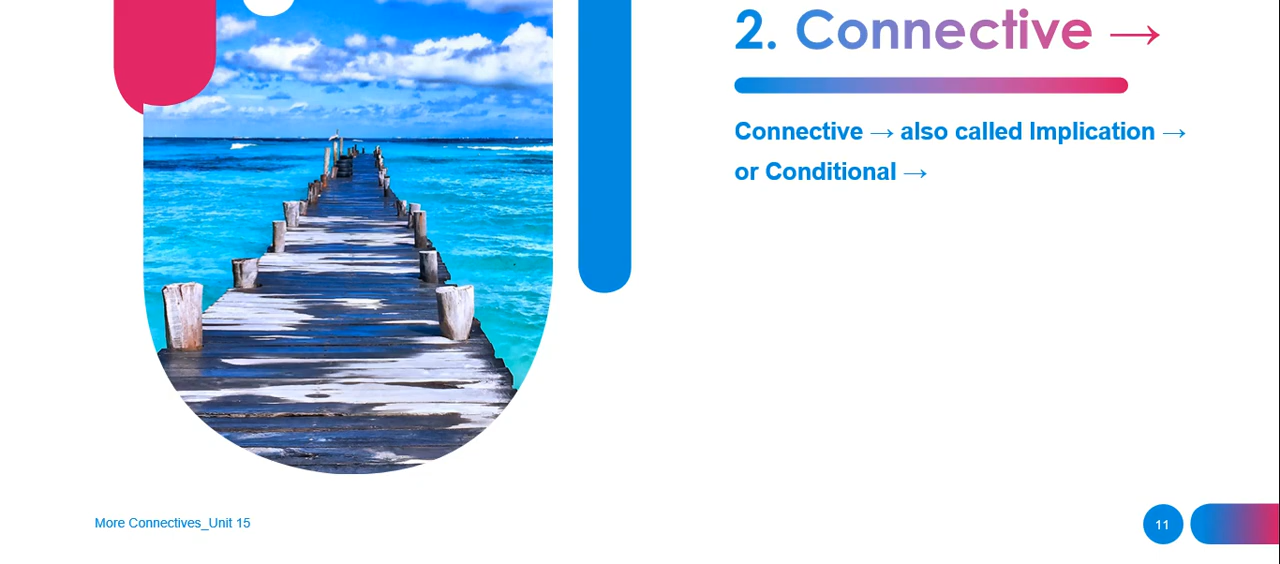 2. Connective →
Connective → also called Implication →
or Conditional →
More Connectives_Unit 15
11